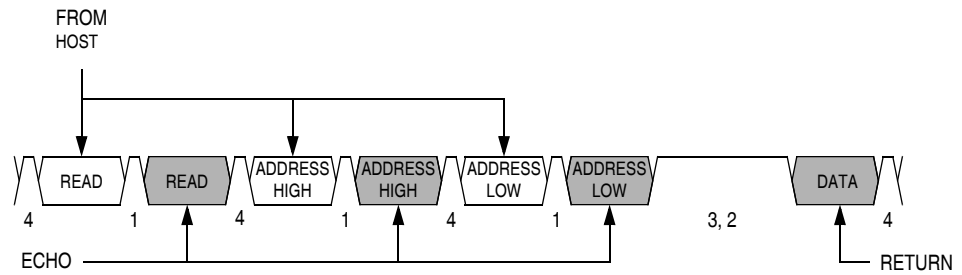 FROM
HOST
READ
READ
ADDRESS
HIGH
ADDRESS
HIGH
ADDRESS
LOW
ADDRESS
LOW
DATA
4
1
4
1
4
1
3, 2
4
ECHO
RETURN